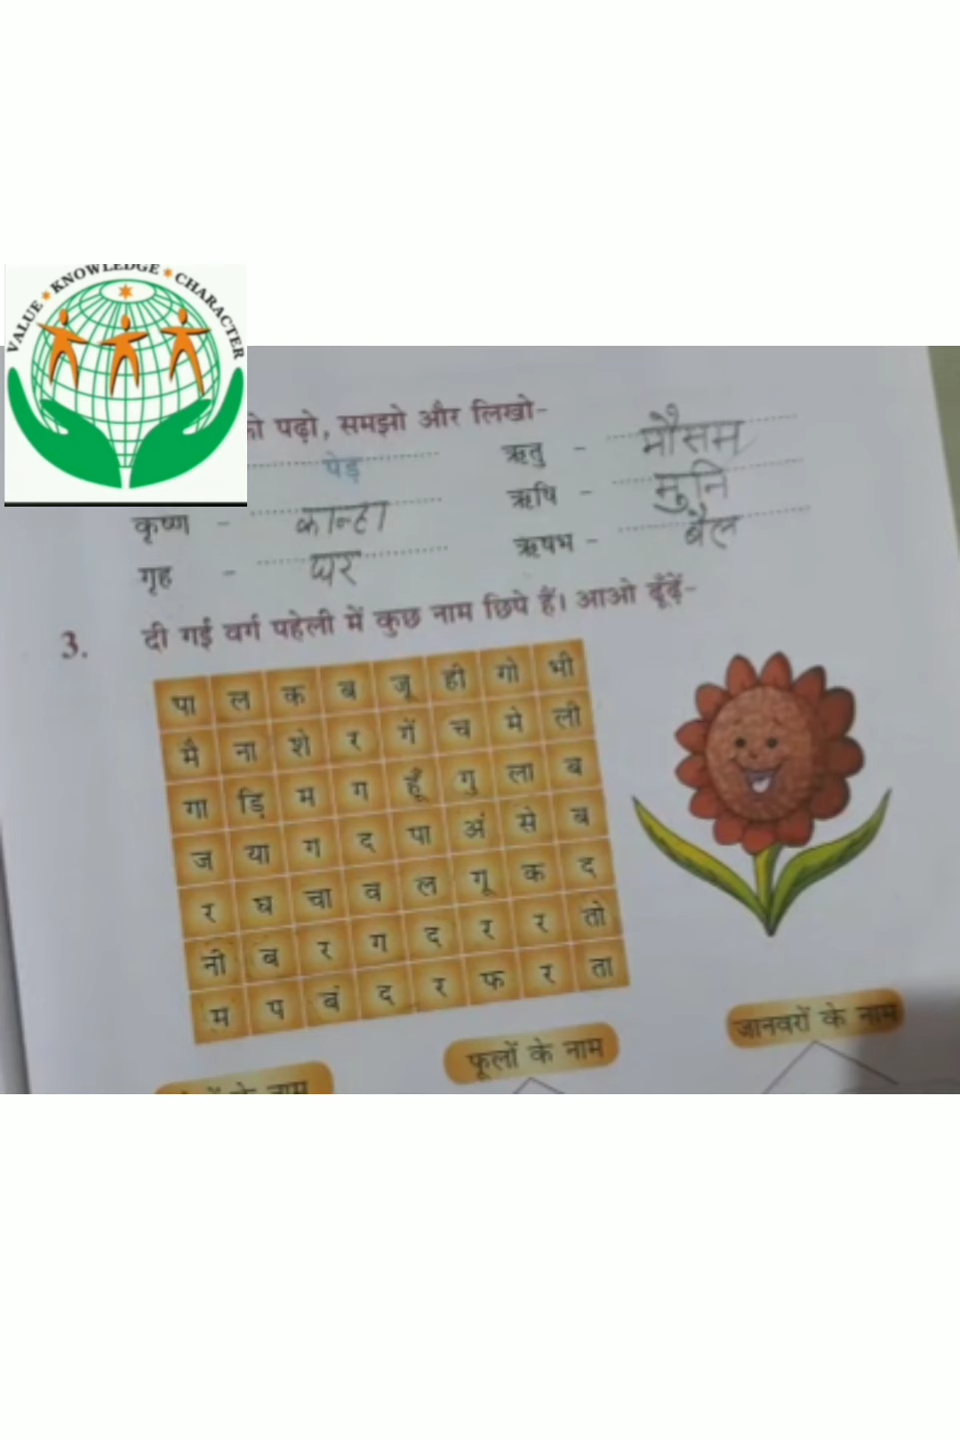 VALUE ★ KNOWLEDGE ★ CHARACTER
पढ़ो, समझो और लिखो-
पेड़ ऋतु - मौसम
ऋषि - मुनि
कृष्ण - कान्हा
ऋषभ - बैल
गृह - घर
3. दी गई वर्ग पहेली में कुछ नाम छिपे हैं। आओ ढूँढ़ें-
पा ल क ब जू ही गो भी
मै ना शे र गें च मे ली
गा ड़ि म ग हूँ गु ला ब
ज या ग द पा अं से ब
र घ चा व ल गू क द
नी ब र ग द र र तो
म प बं द र फ र ता
फूलों के नाम
जानवरों के नाम
के नाम